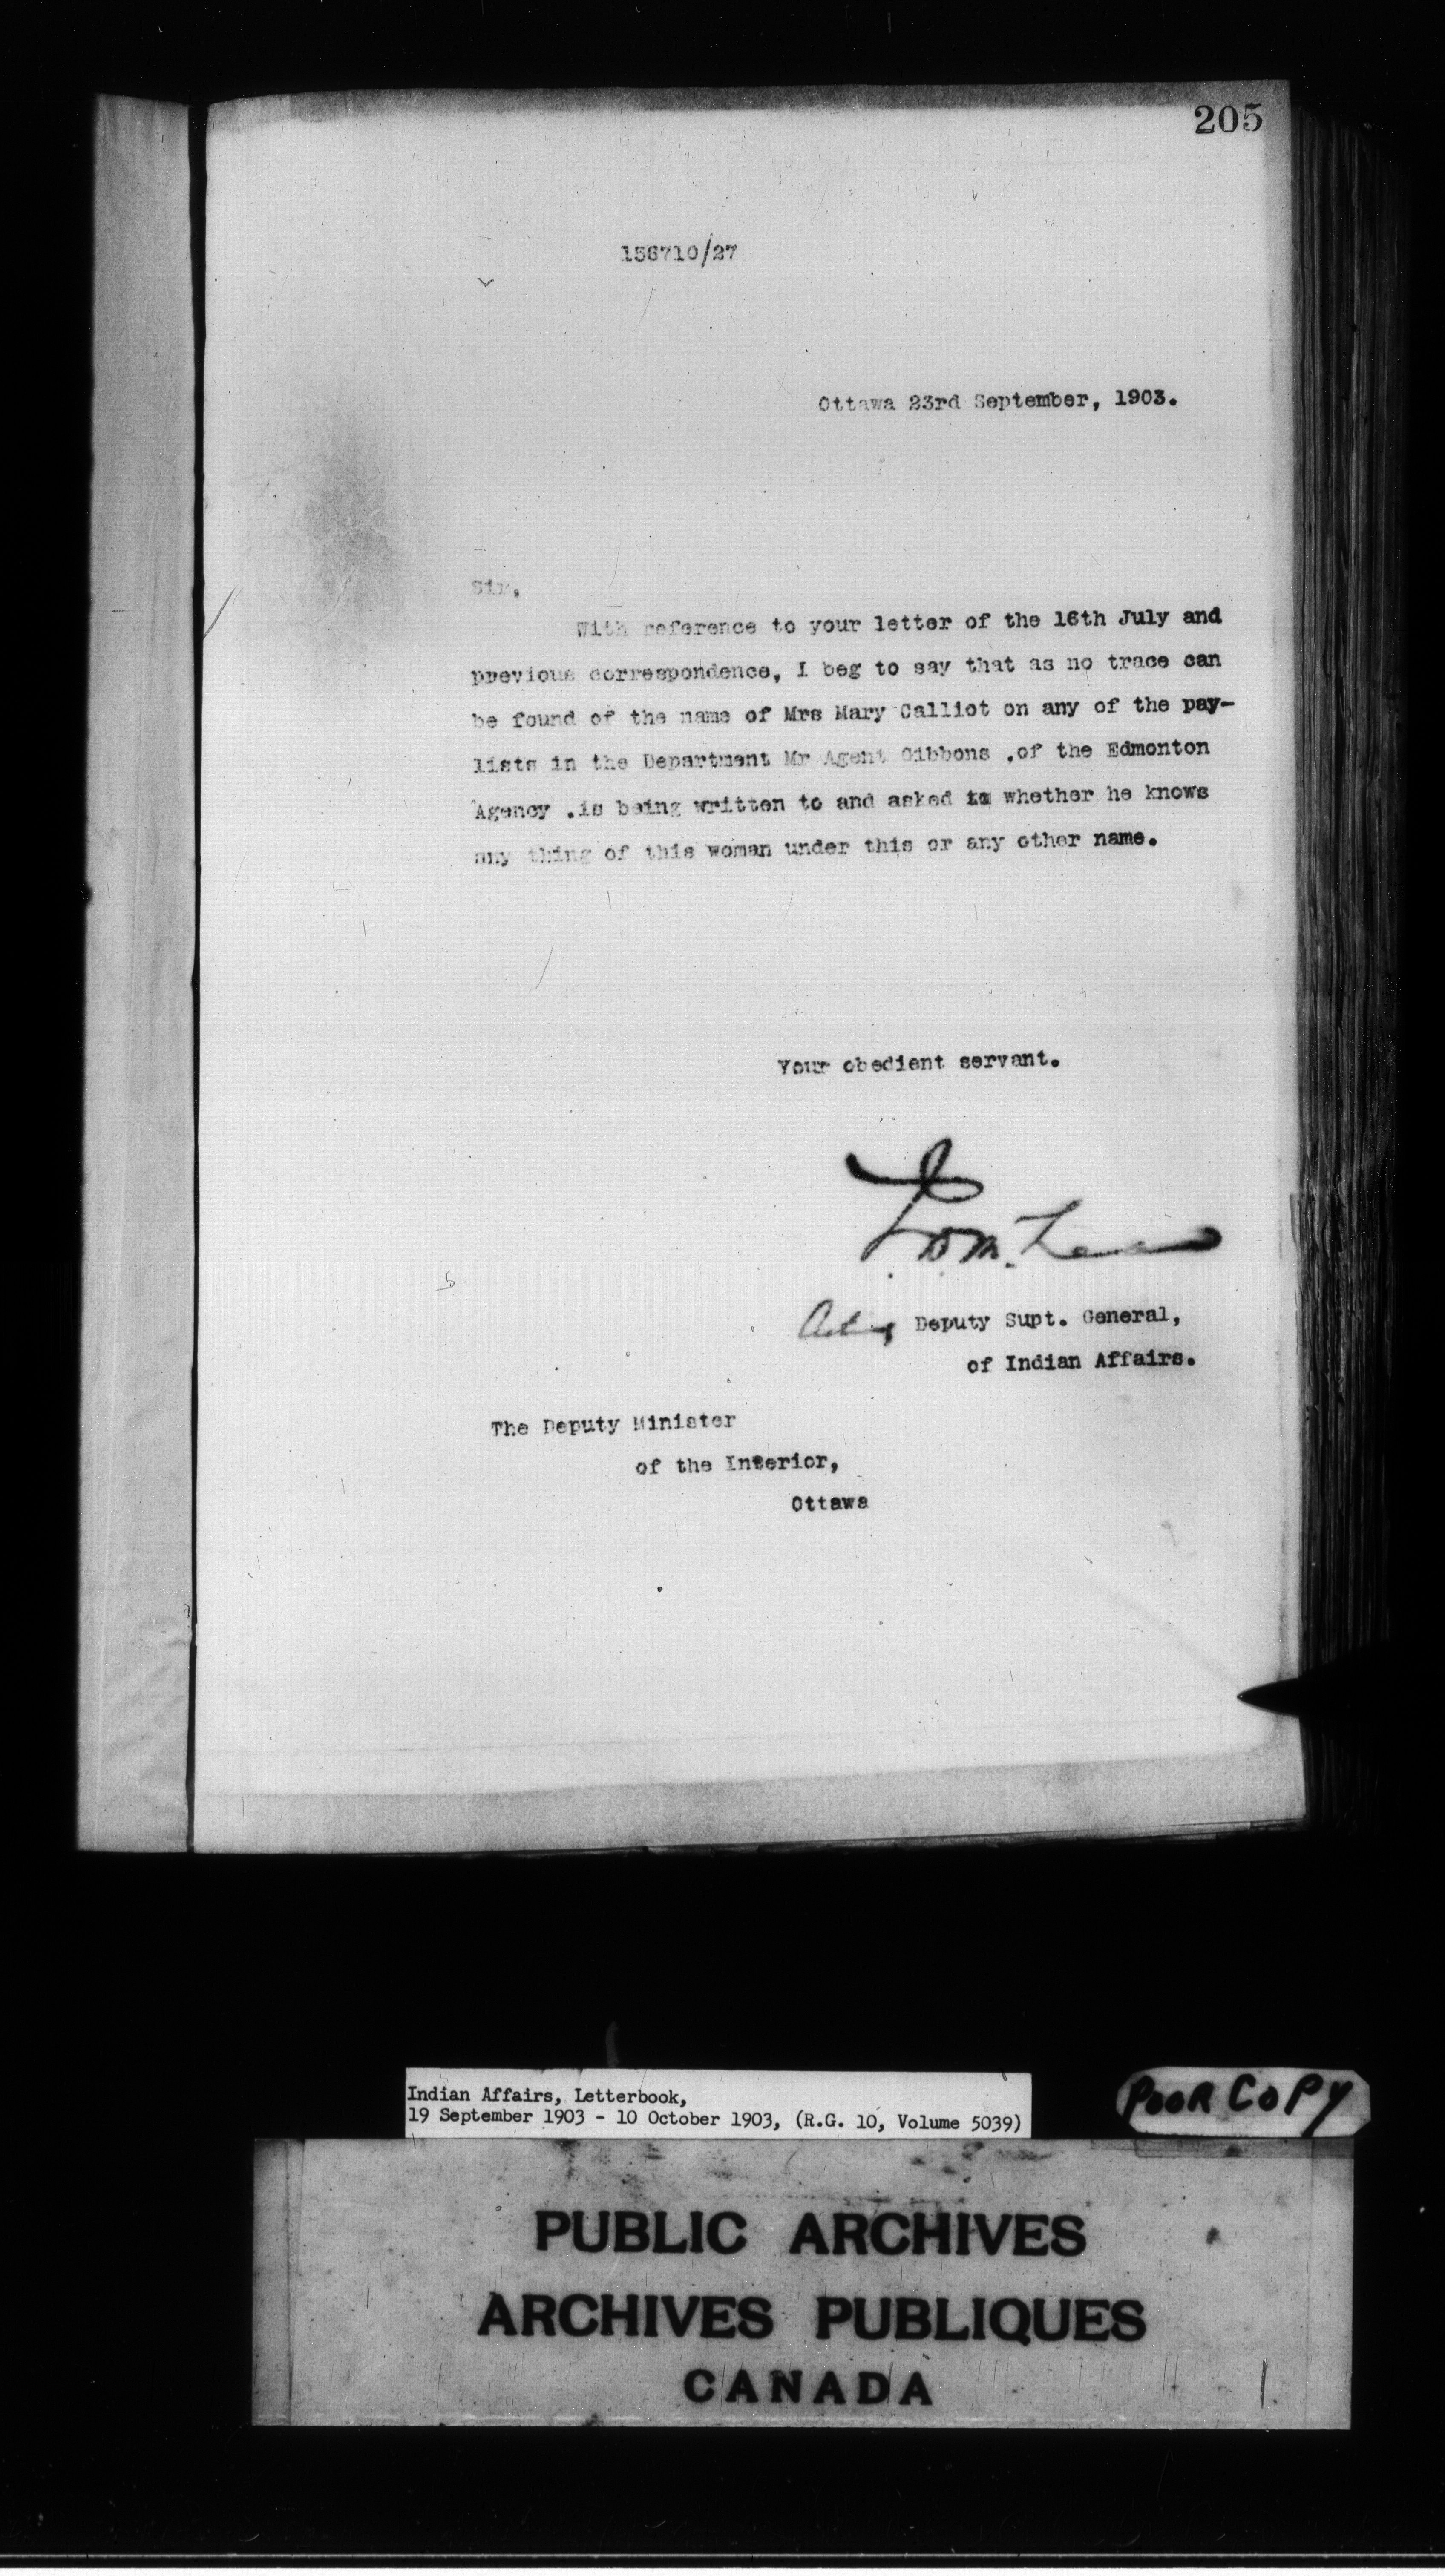 205
156710/27
Ottawa 23rd September, 1903.
Sir,
With reference to your letter of the 16th July and
previous correspondence, I beg to say that as no trace can
be found of the name of Mrs Mary Calliot on any of the pay-
lists in the Department Mr Agent Gibbons ,of the Edmonton
Agency .is being written to and asked whether he knows
any thing of this woman under this or any other name.
Your obedient servant.
Deputy Supt. General,
of Indian Affairs.
The Deputy Minister
of the Interior,
Ottawa
Indian Affairs, Letterbook,
19 September 1903 - 10 October 1903, (R.G. 10, Volume 5039)
POOR COPY
PUBLIC ARCHIVES
ARCHIVES PUBLIQUES
CANADA